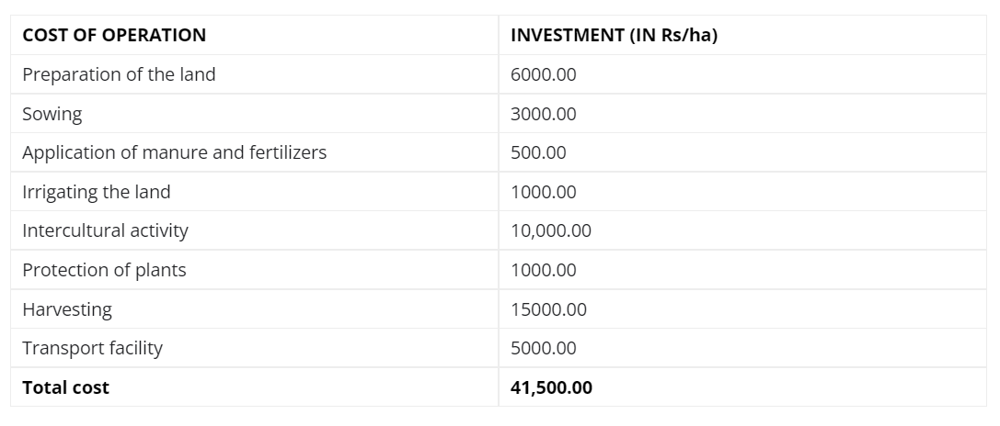 COST OF OPERATION INVESTMENT (IN Rs/ha)
Preparation of the land 6000.00
Sowing 3000.00
Application of manure and fertilizers 500.00
Irrigating the land 1000.00
Intercultural activity 10,000.00
Protection of plants 1000.00
Harvesting 15000.00
Transport facility 5000.00
Total cost 41,500.00